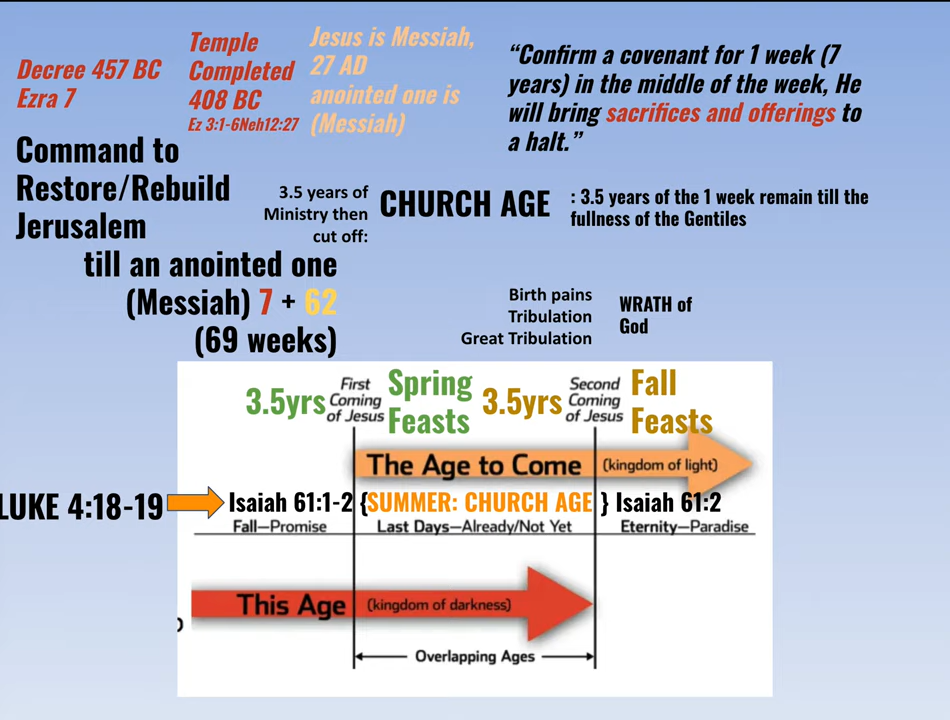 Decree 457 BC
Ezra 7
Temple
Completed
408 BC
Ez 3:1-6Neh12:27
Jesus is Messiah,
27 AD
anointed one is
(Messiah)
“Confirm a covenant for 1 week (7
years) in the middle of the week, He
will bring sacrifices and offerings to
a halt.”
Command to
Restore/Rebuild
Jerusalem
till an anointed one
(Messiah) 7 + 62
(69 weeks)
3.5 years of
Ministry then
cut off:
CHURCH AGE
: 3.5 years of the 1 week remain till the
fullness of the Gentiles
Birth pains
Tribulation
Great Tribulation
WRATH of
God
3.5yrs
First
Coming
of Jesus
Spring
Feasts
3.5yrs
Second
Coming
of Jesus
Fall
Feasts
The Age to Come (kingdom of light)
LUKE 4:18-19
Isaiah 61:1-2 {SUMMER: CHURCH AGE } Isaiah 61:2
Fall—Promise
Last Days—Already/Not Yet
Eternity—Paradise
This Age (kingdom of darkness)
Overlapping Ages